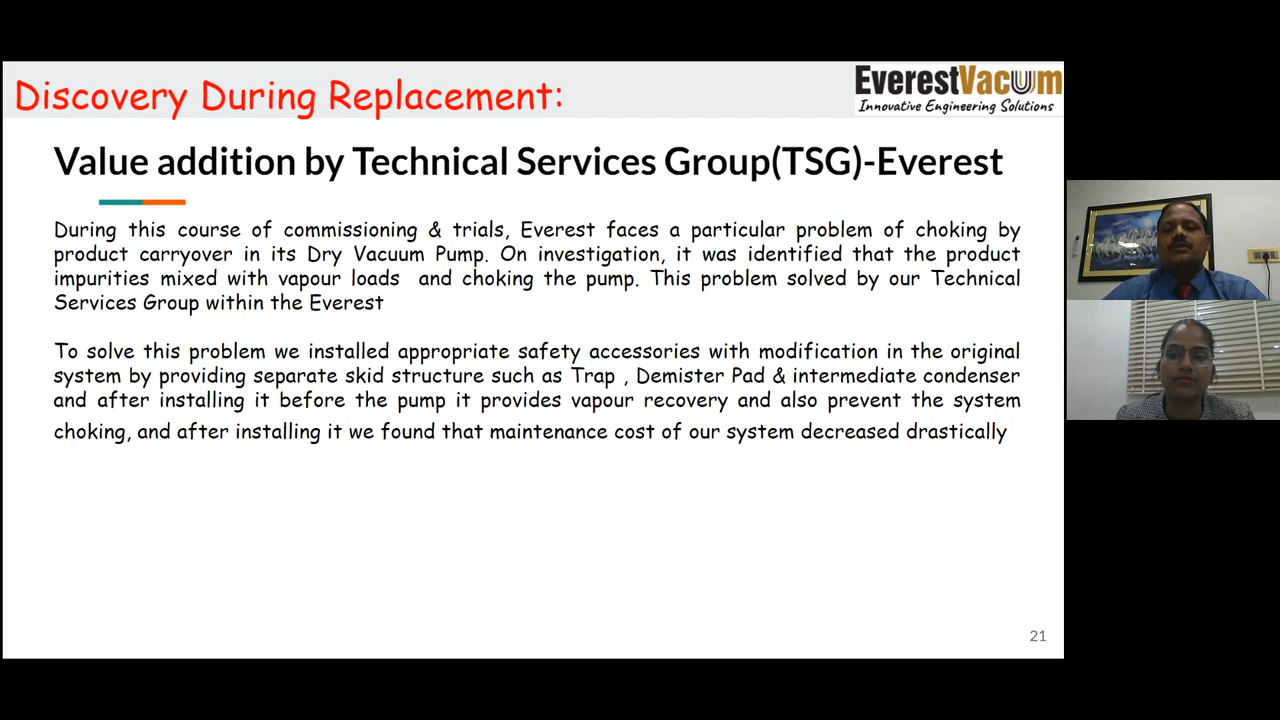 Discovery During Replacement:
EverestVacuum
Innovative Engineering Solutions
Value addition by Technical Services Group(TSG)-Everest
During this course of commissioning & trials, Everest faces a particular problem of choking by
product carryover in its Dry Vacuum Pump. On investigation, it was identified that the product
impurities mixed with vapour loads and choking the pump. This problem solved by our Technical
Services Group within the Everest
To solve this problem we installed appropriate safety accessories with modification in the original
system by providing separate skid structure such as Trap , Demister Pad & intermediate condenser
and after installing it before the pump it provides vapour recovery and also prevent the system
choking, and after installing it we found that maintenance cost of our system decreased drastically
21